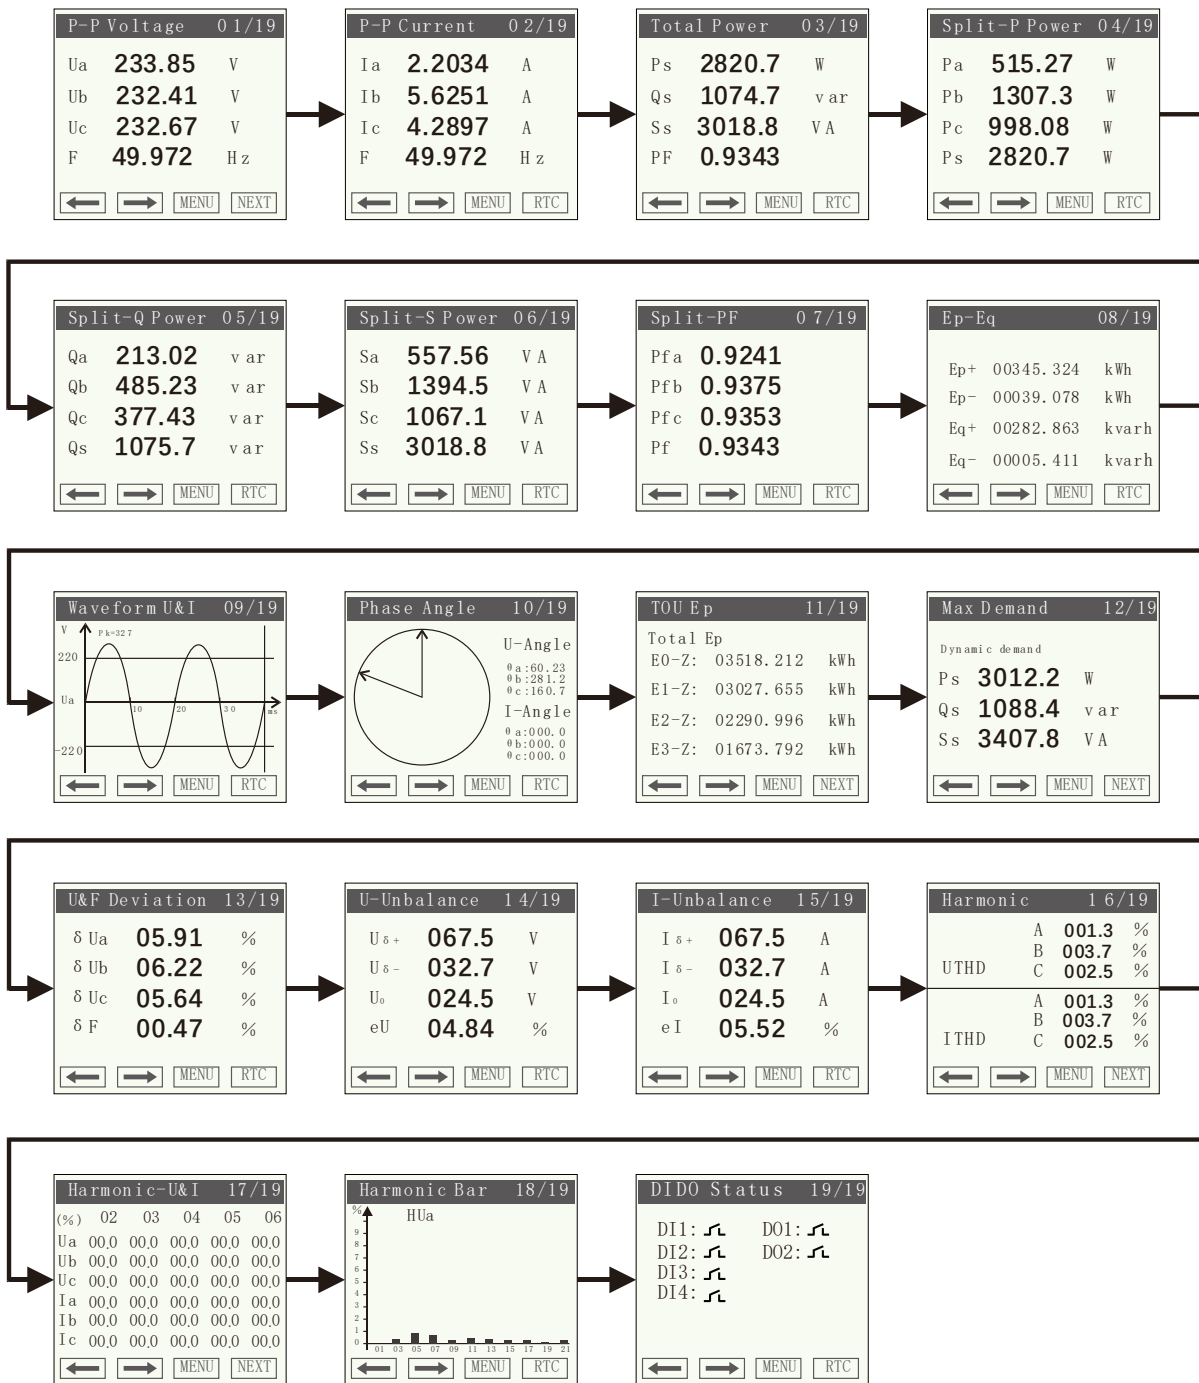 P-P Voltage 01/19
Ua 233.85 V
Ub 232.41 V
Uc 232.67 V
F 49.972 Hz
MENU NEXT
P-P Current 02/19
Ia 2.2034 A
Ib 5.6251 A
Ic 4.2897 A
F 49.972 Hz
MENU RTC
Total Power 03/19
Ps 2820.7 W
Qs 1074.7 var
Ss 3018.8 VA
PF 0.9343
MENU RTC
Split-P Power 04/19
Pa 515.27 W
Pb 1307.3 W
Pc 998.08 W
Ps 2820.7 W
MENU RTC
Split-Q Power 05/19
Qa 213.02 var
Qb 485.23 var
Qc 377.43 var
Qs 1075.7 var
MENU RTC
Split-S Power 06/19
Sa 557.56 VA
Sb 1394.5 VA
Sc 1067.1 VA
Ss 3018.8 VA
MENU RTC
Split-PF 07/19
Pfa 0.9241
Pfb 0.9375
Pfc 0.9353
Pf 0.9343
MENU RTC
Ep-Eq 08/19
Ep+ 00345.324 kWh
Ep- 00039.078 kWh
Eq+ 00282.863 kvarh
Eq- 00005.411 kvarh
MENU RTC
Waveform U&I 09/19
V Pk=327
220
Ua 10 20 30 ms
-220
MENU RTC
Phase Angle 10/19
U-Angle
θa:60.23
θb:281.2
θc:160.7
I-Angle
θa:000.0
θb:000.0
θc:000.0
MENU RTC
TOU Ep 11/19
Total Ep
E0-Z: 03518.212 kWh
E1-Z: 03027.655 kWh
E2-Z: 02290.996 kWh
E3-Z: 01673.792 kWh
MENU NEXT
Max Demand 12/19
Dynamic demand
Ps 3012.2 W
Qs 1088.4 var
Ss 3407.8 VA
MENU NEXT
U&F Deviation 13/19
δUa 05.91 %
δUb 06.22 %
δUc 05.64 %
δF 00.47 %
MENU RTC
U-Unbalance 14/19
Uδ+ 067.5 V
Uδ- 032.7 V
U₀ 024.5 V
eU 04.84 %
MENU RTC
I-Unbalance 15/19
Iδ+ 067.5 A
Iδ- 032.7 A
I₀ 024.5 A
eI 05.52 %
MENU RTC
Harmonic 16/19
A 001.3 %
B 003.7 %
UTHD C 002.5 %
A 001.3 %
B 003.7 %
ITHD C 002.5 %
MENU NEXT
Harmonic-U&I 17/19
(%) 02 03 04 05 06
Ua 00.0 00.0 00.0 00.0 00.0
Ub 00.0 00.0 00.0 00.0 00.0
Uc 00.0 00.0 00.0 00.0 00.0
Ia 00.0 00.0 00.0 00.0 00.0
Ib 00.0 00.0 00.0 00.0 00.0
Ic 00.0 00.0 00.0 00.0 00.0
MENU NEXT
Harmonic Bar 18/19
% HUa
9
8
7
6
5
4
3
2
1
0
01 03 05 07 09 11 13 15 17 19 21
MENU RTC
DIDO Status 19/19
DI1: DO1:
DI2: DO2:
DI3:
DI4:
MENU RTC